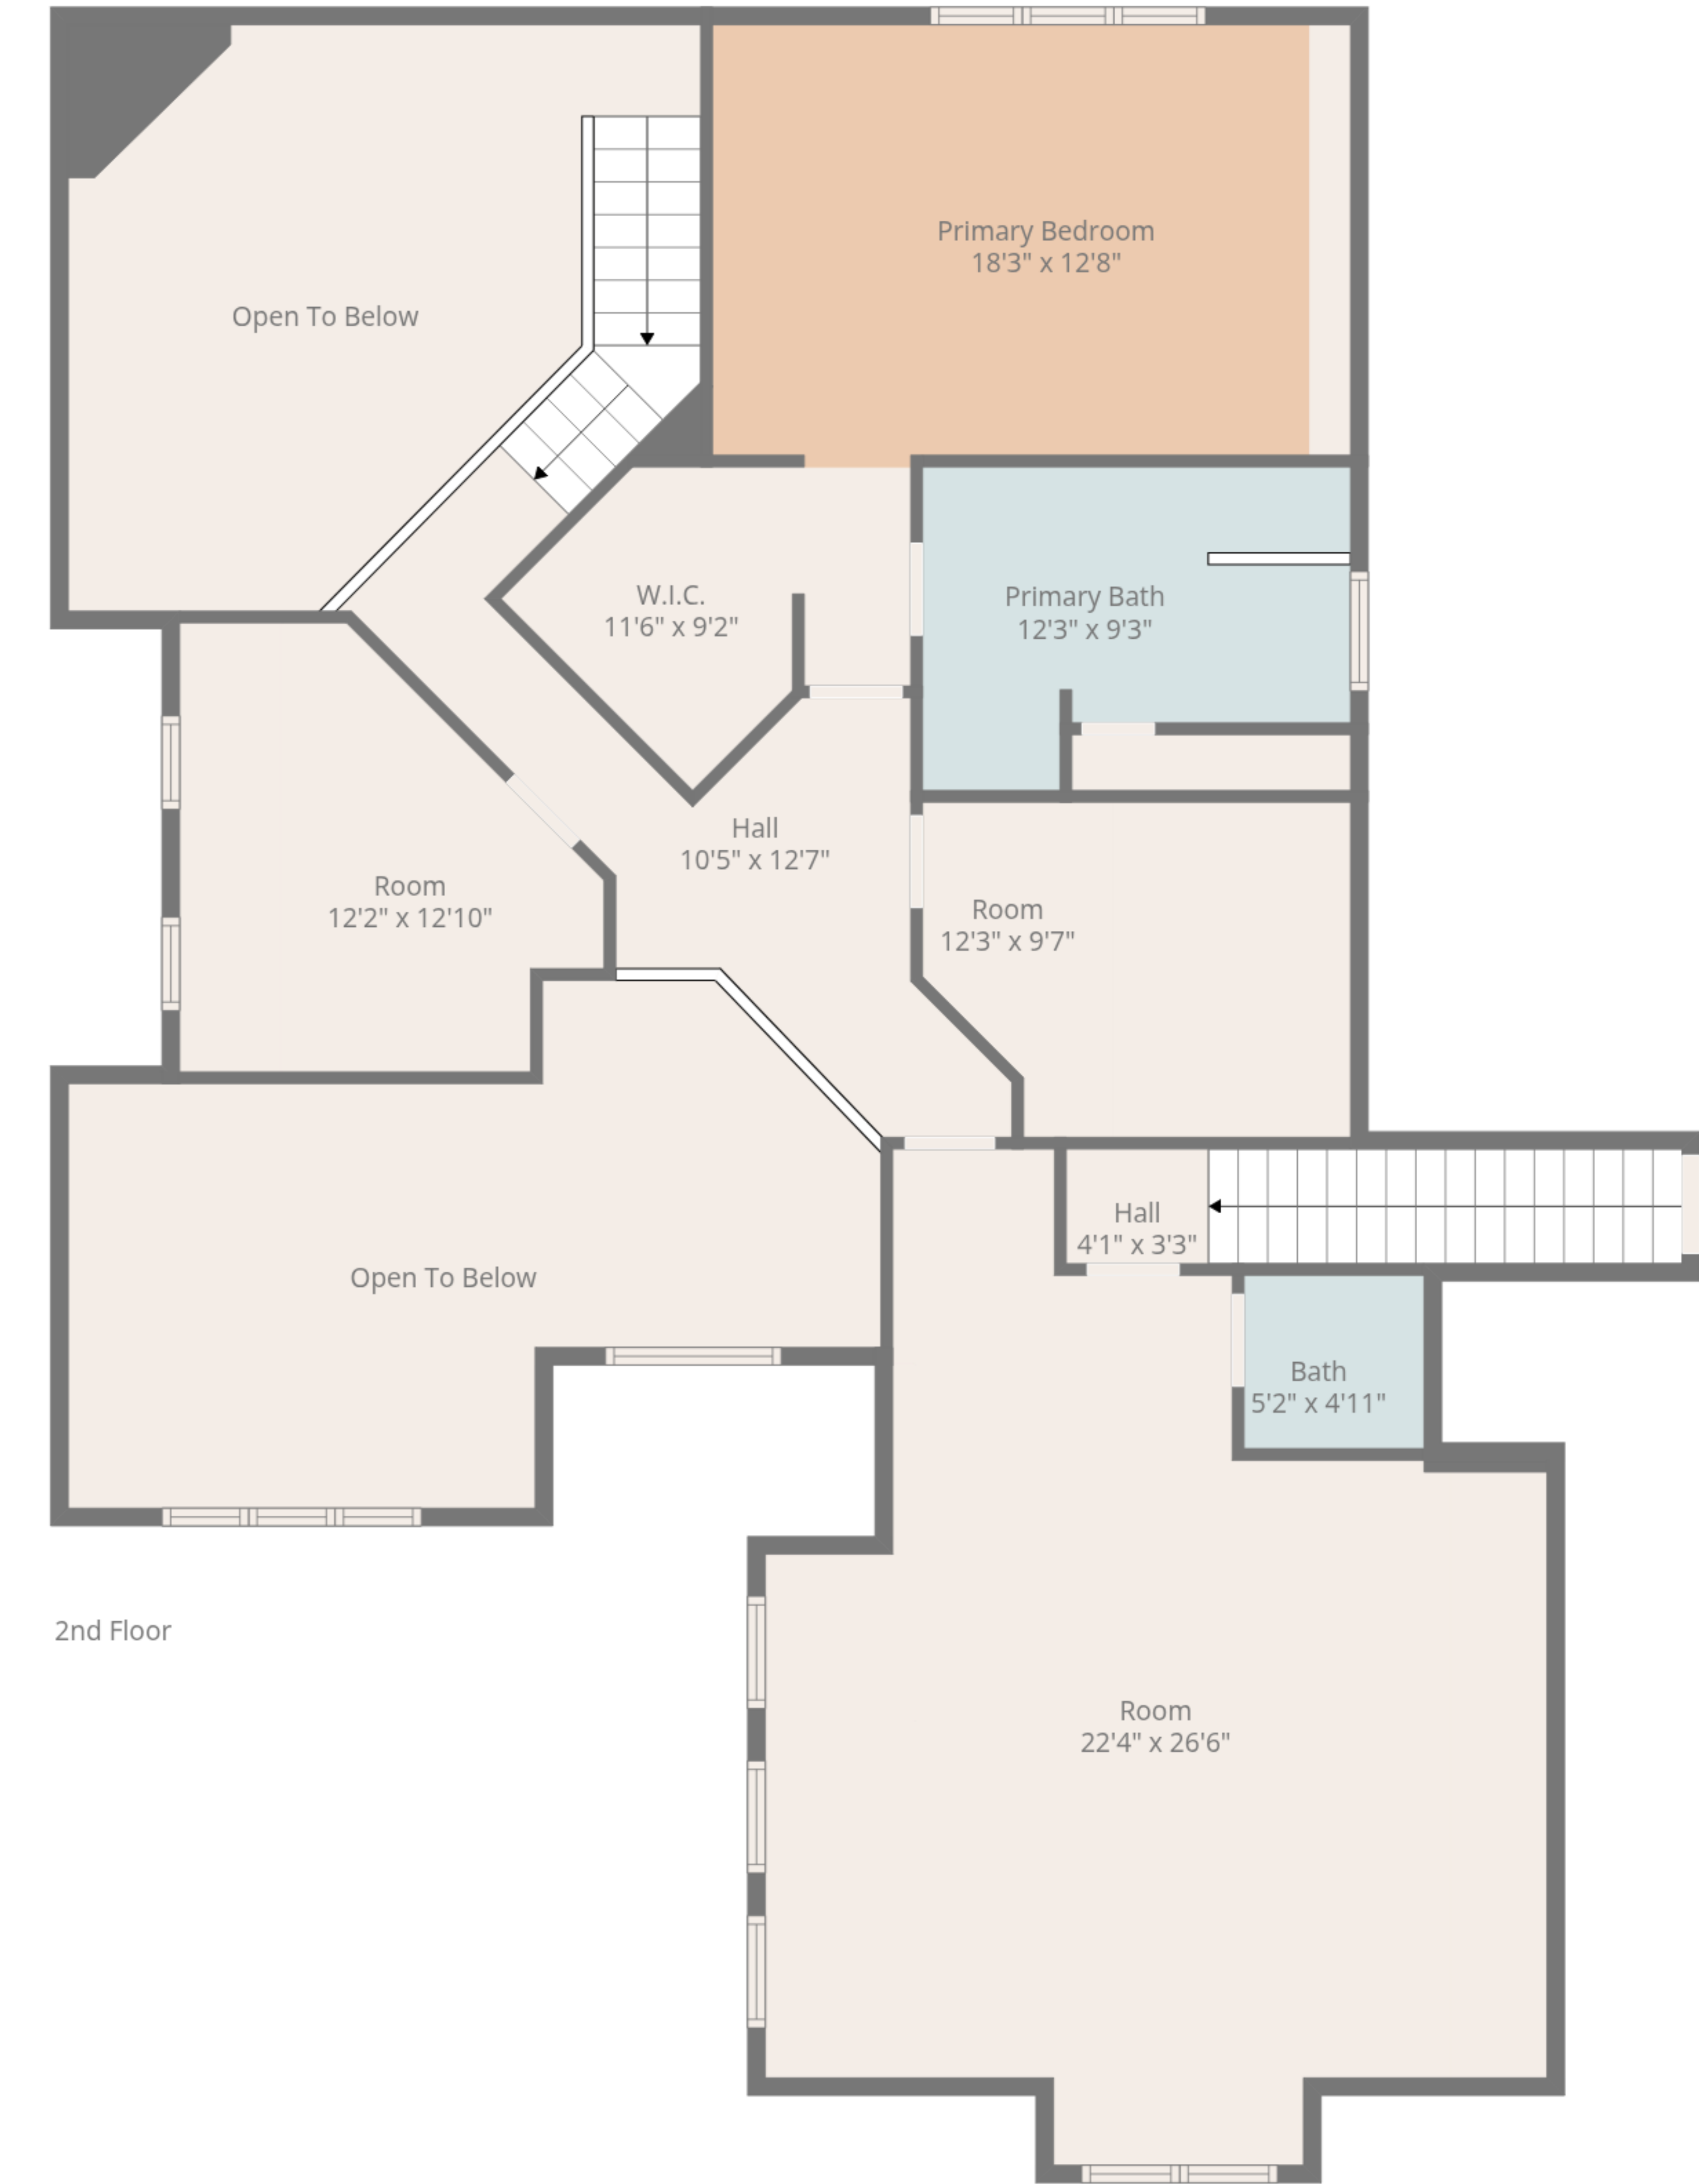 Primary Bedroom
18'3" x 12'8"
Open To Below
W.I.C.
11'6" x 9'2"
Primary Bath
12'3" x 9'3"
Hall
10'5" x 12'7"
Room
12'2" x 12'10"
Room
12'3" x 9'7"
Hall
4'1" x 3'3"
Open To Below
Bath
5'2" x 4'11"
2nd Floor
Room
22'4" x 26'6"